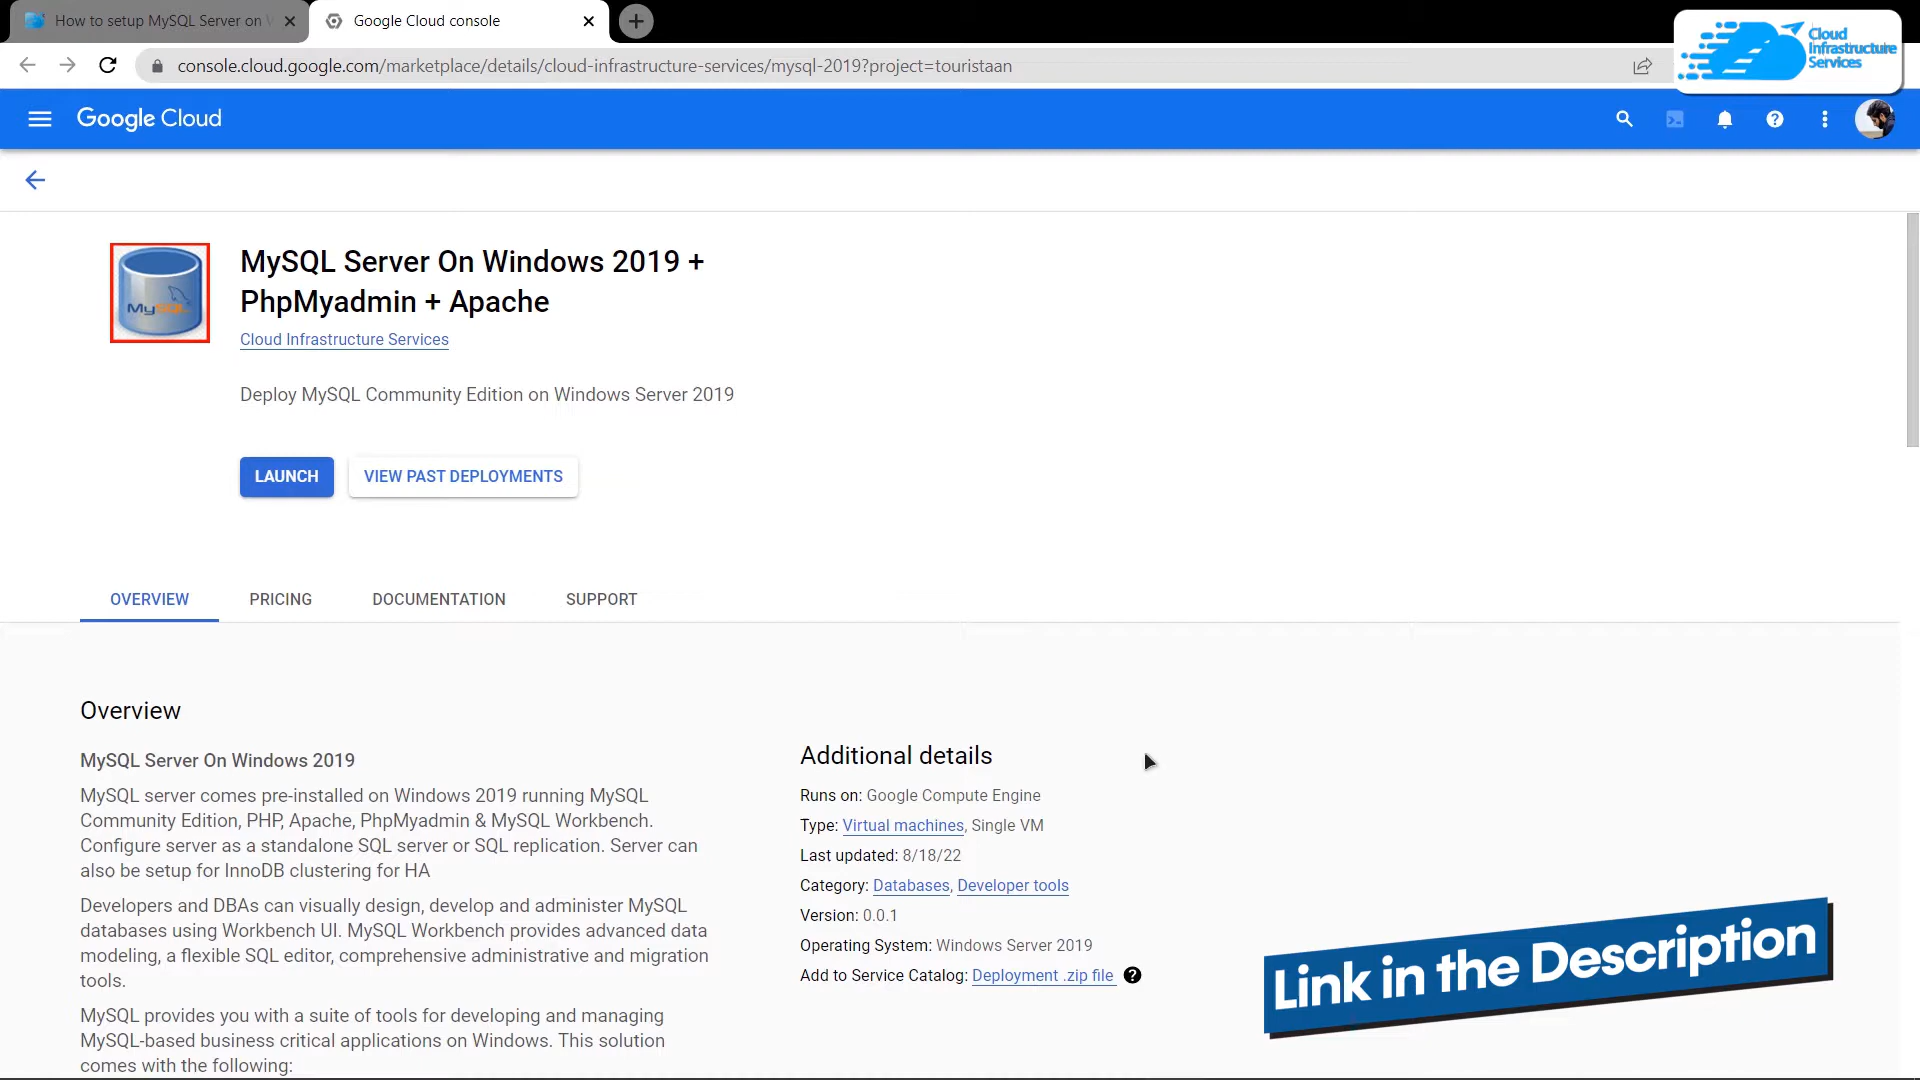 How to setup MySQL Server on W
Google Cloud console
console.cloud.google.com/marketplace/details/cloud-infrastructure-services/mysql-2019?project=touristaan
Cloud
Infrastructure
Services
Google Cloud
MySQL Server On Windows 2019 +
PhpMyadmin + Apache
MySQL
Cloud Infrastructure Services
Deploy MySQL Community Edition on Windows Server 2019
LAUNCH
VIEW PAST DEPLOYMENTS
OVERVIEW
PRICING
DOCUMENTATION
SUPPORT
Overview
MySQL Server On Windows 2019
MySQL server comes pre-installed on Windows 2019 running MySQL
Community Edition, PHP, Apache, PhpMyadmin & MySQL Workbench.
Configure server as a standalone SQL server or SQL replication. Server can
also be setup for InnoDB clustering for HA
Developers and DBAs can visually design, develop and administer MySQL
databases using Workbench UI. MySQL Workbench provides advanced data
modeling, a flexible SQL editor, comprehensive administrative and migration
tools.
MySQL provides you with a suite of tools for developing and managing
MySQL-based business critical applications on Windows. This solution
comes with the following:
Additional details
Runs on: Google Compute Engine
Type: Virtual machines, Single VM
Last updated: 8/18/22
Category: Databases, Developer tools
Version: 0.0.1
Operating System: Windows Server 2019
Add to Service Catalog: Deployment .zip file
Link in the Description